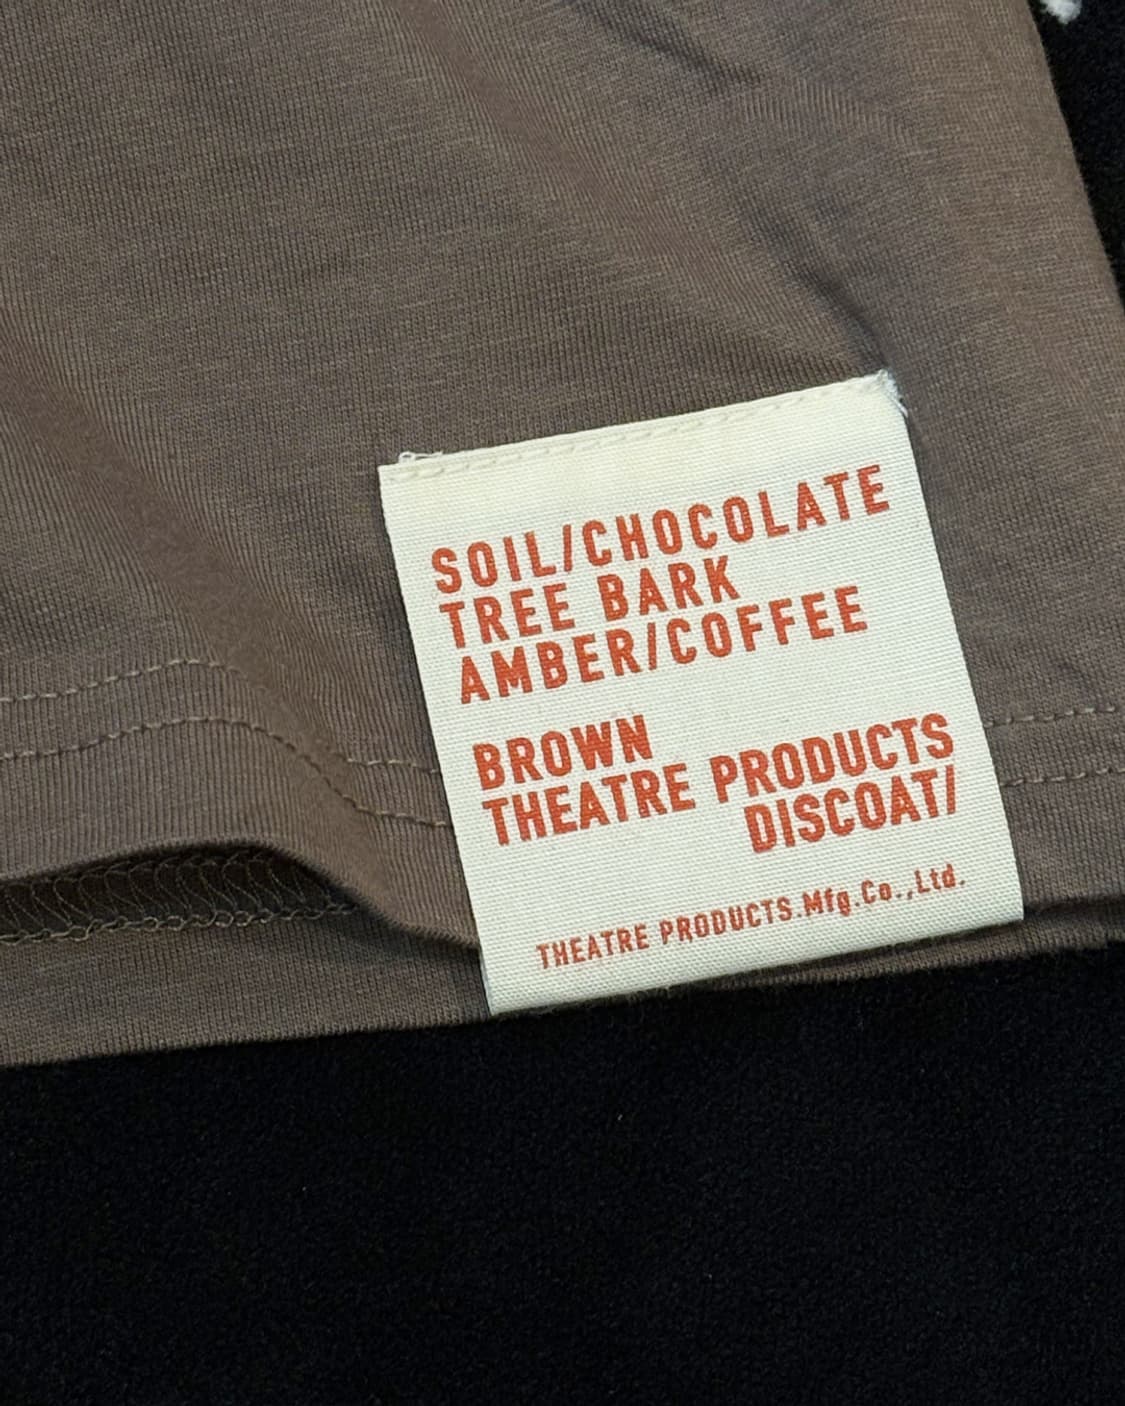 SOIL/CHOCOLATE
TREE BARK
AMBER/COFFEE
BROWN
THEATRE PRODUCTS
DISCOAT/
THEATRE PRODUCTS.Mfg.Co.,Ltd.